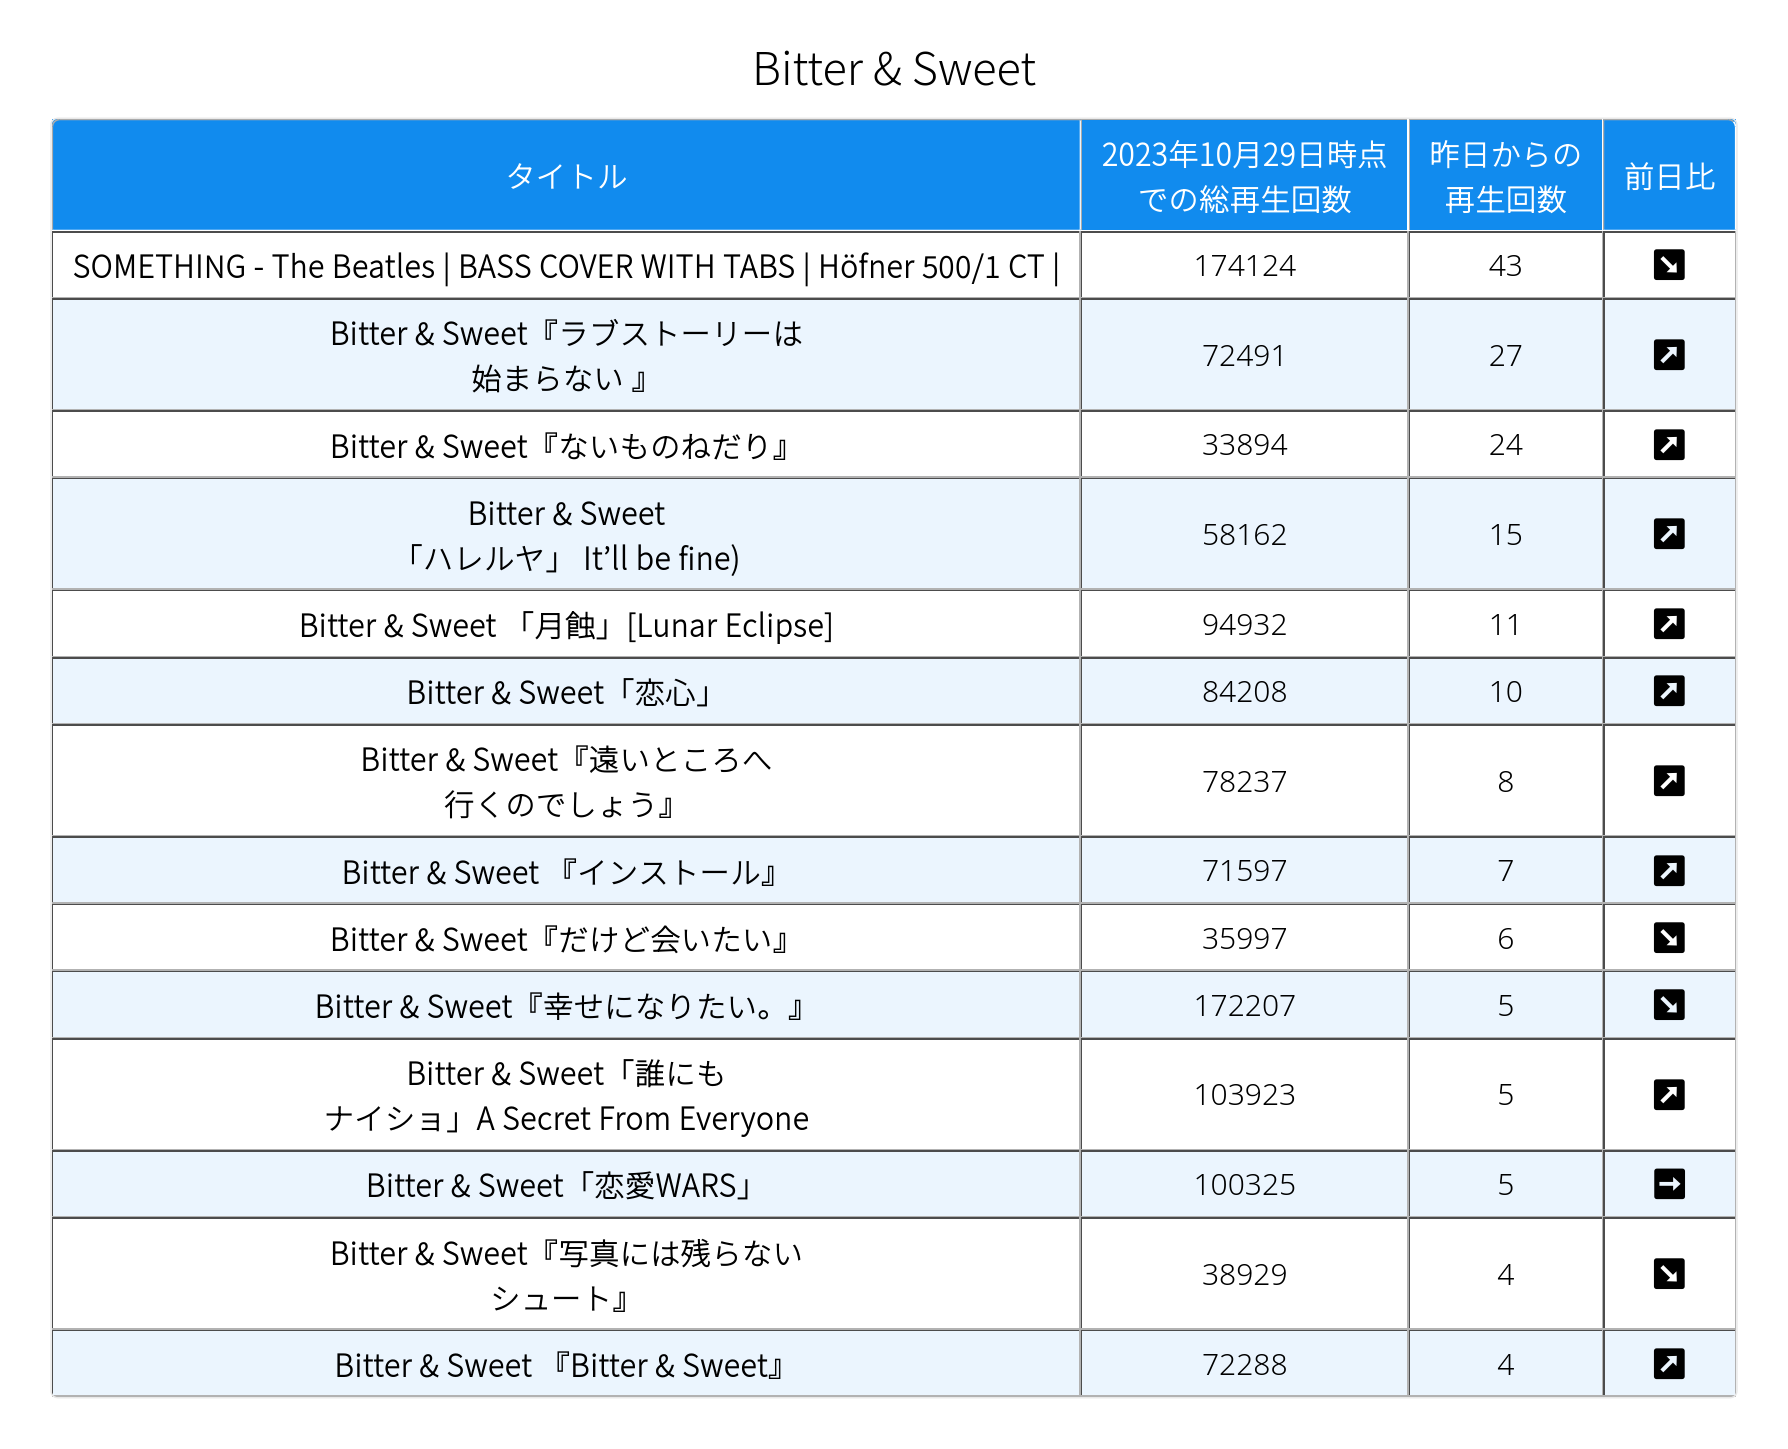 Bitter & Sweet
タイトル
2023年10月29日時点
での総再生回数
昨日からの
再生回数
前日比
SOMETHING - The Beatles | BASS COVER WITH TABS | Höfner 500/1 CT |
174124
43
Bitter & Sweet『ラブストーリーは
始まらない 』
72491
27
Bitter & Sweet『ないものねだり』
33894
24
Bitter & Sweet
「ハレルヤ」 It’ll be fine)
58162
15
Bitter & Sweet 「月蝕」[Lunar Eclipse]
94932
11
Bitter & Sweet「恋心」
84208
10
Bitter & Sweet『遠いところへ
行くのでしょう』
78237
8
Bitter & Sweet 『インストール』
71597
7
Bitter & Sweet『だけど会いたい』
35997
6
Bitter & Sweet『幸せになりたい。』
172207
5
Bitter & Sweet「誰にも
ナイショ」A Secret From Everyone
103923
5
Bitter & Sweet「恋愛WARS」
100325
5
Bitter & Sweet『写真には残らない
シュート』
38929
4
Bitter & Sweet 『Bitter & Sweet』
72288
4